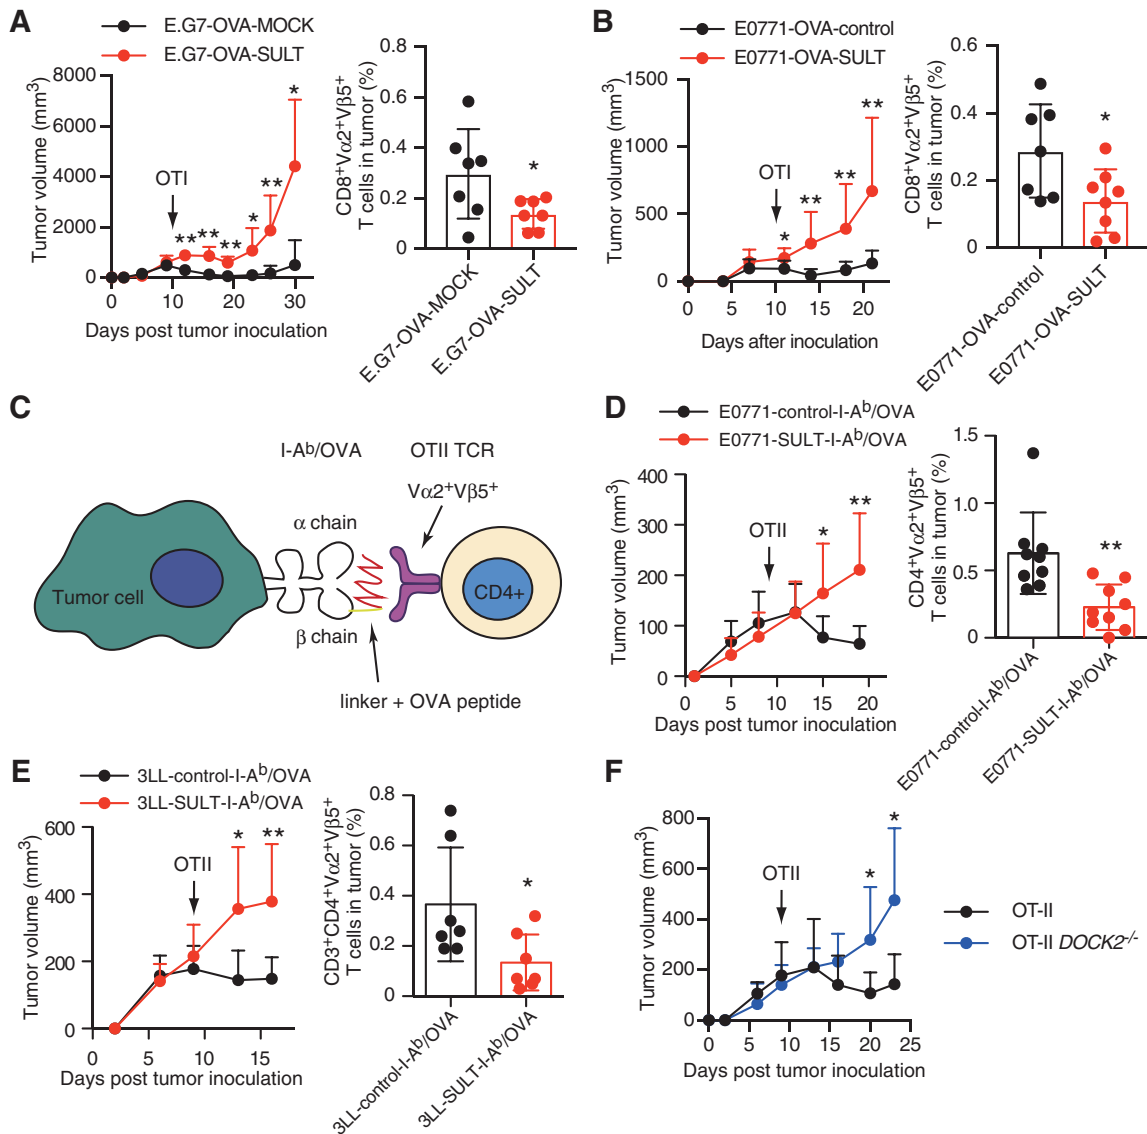 A
E.G7-OVA-MOCK
E.G7-OVA-SULT
Tumor volume (mm3)
8000
6000
4000
2000
0
OTI
**
**
**
*
**
*
0
10
20
30
Days post tumor inoculation
CD8+Vα2+Vβ5+
T cells in tumor (%)
0.8
0.6
0.4
0.2
0
*
E.G7-OVA-MOCK
E.G7-OVA-SULT
B
E0771-OVA-control
E0771-OVA-SULT
Tumor volume (mm3)
1500
1000
500
0
OTI
*
**
**
**
0
5
10
15
20
Days after inoculation
CD8+Vα2+Vβ5+
T cells in tumor (%)
0.6
0.4
0.2
0
*
E0771-OVA-control
E0771-OVA-SULT
C
I-Ab/OVA
OTII TCR
Vα2+Vβ5+
α chain
Tumor cell
CD4+
β chain
linker + OVA peptide
D
E0771-control-I-Ab/OVA
E0771-SULT-I-Ab/OVA
Tumor volume (mm3)
400
300
200
100
0
OTII
*
**
0
5
10
15
20
Days post tumor inoculation
CD4+Vα2+Vβ5+
T cells in tumor (%)
1.5
1.0
0.5
0
**
E0771-control-I-Ab/OVA
E0771-SULT-I-Ab/OVA
E
3LL-control-I-Ab/OVA
3LL-SULT-I-Ab/OVA
Tumor volume (mm3)
600
400
200
0
OTII
*
**
0
5
10
15
Days post tumor inoculation
CD3+CD4+Vα2+Vβ5+
T cells in tumor (%)
0.8
0.6
0.4
0.2
0
*
3LL-control-I-Ab/OVA
3LL-SULT-I-Ab/OVA
F
Tumor volume (mm3)
800
600
400
200
0
OTII
*
*
0
5
10
15
20
25
Days post tumor inoculation
OT-II
OT-II DOCK2-/-